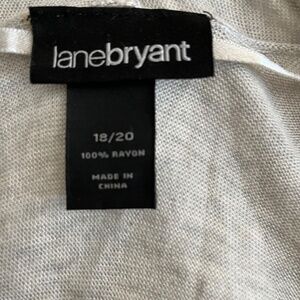 lanebryant
18/20
100% RAYON
MADE IN
CHINA